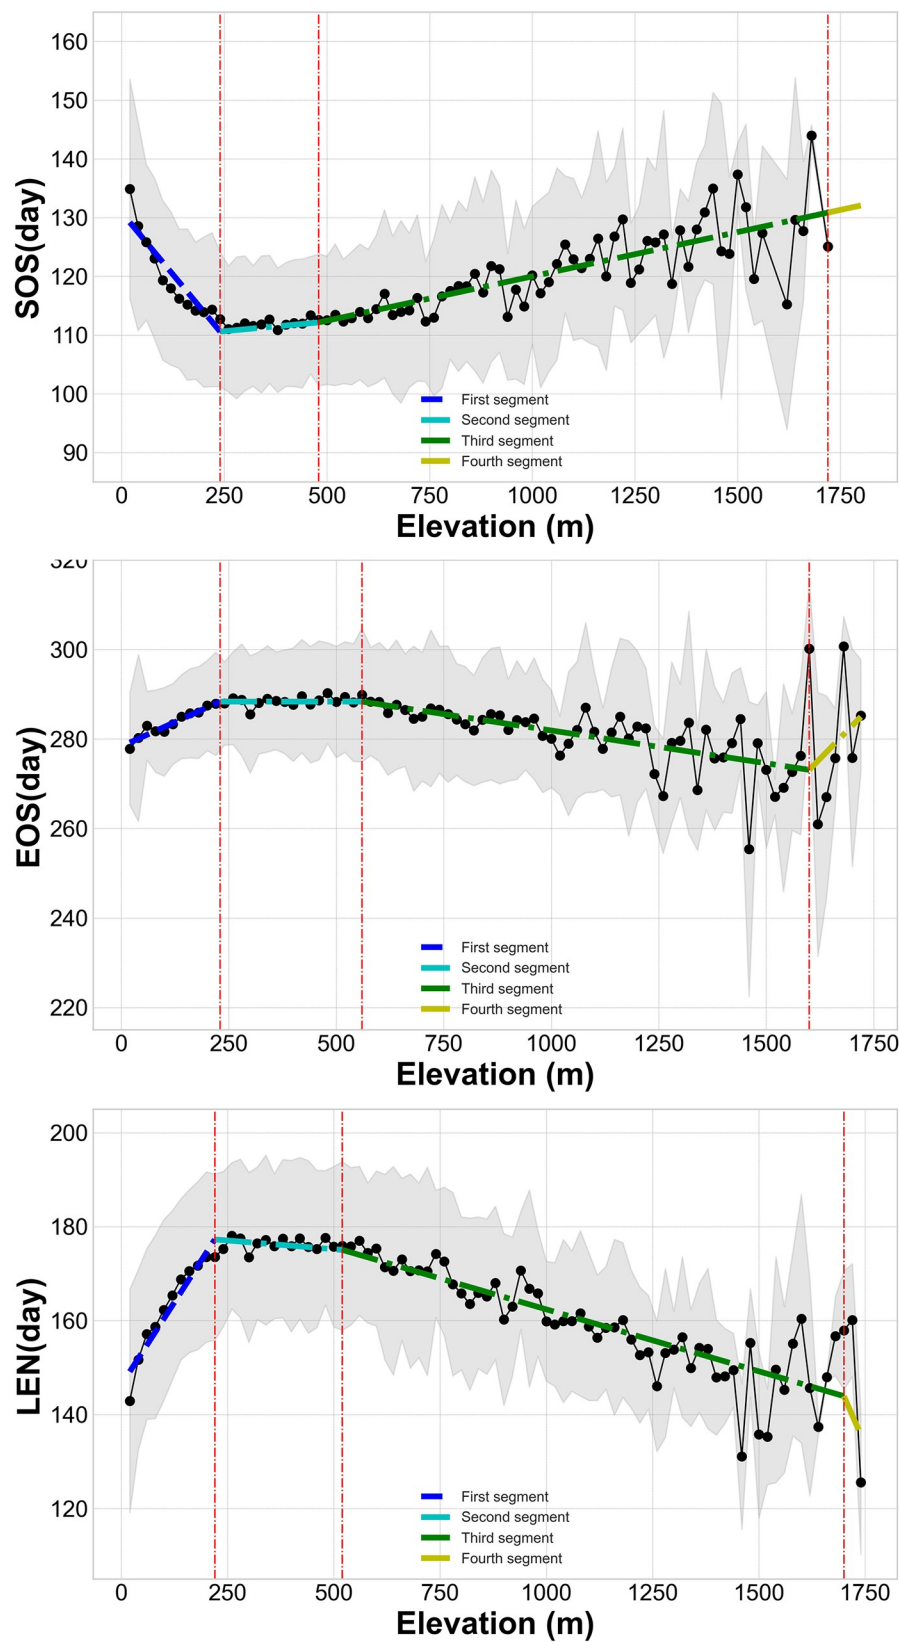 160
150
140
130
120
110
100
90
SOS(day)
First segment
Second segment
Third segment
Fourth segment
0 250 500 750 1000 1250 1500 1750
Elevation (m)
320
300
280
260
240
220
EOS(day)
First segment
Second segment
Third segment
Fourth segment
0 250 500 750 1000 1250 1500 1750
Elevation (m)
200
180
160
140
120
LEN(day)
First segment
Second segment
Third segment
Fourth segment
0 250 500 750 1000 1250 1500 1750
Elevation (m)